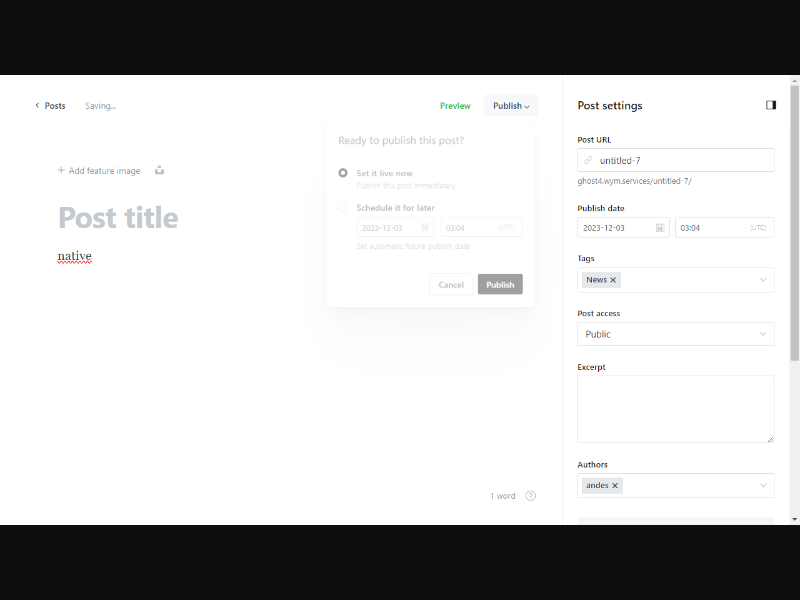 Posts
Saving...
Preview
Publish
Ready to publish this post?
Set it live now
Publish this post immediately
Schedule it for later
2023-12-03
03:04
(UTC)
Set automatic future publish date
Cancel
Publish
+ Add feature image
Post title
native
1 word
?
Post settings
Post URL
untitled-7
ghost4.wym.services/untitled-7/
Publish date
2023-12-03
03:04
(UTC)
Tags
News ×
Post access
Public
Excerpt
Authors
andes ×